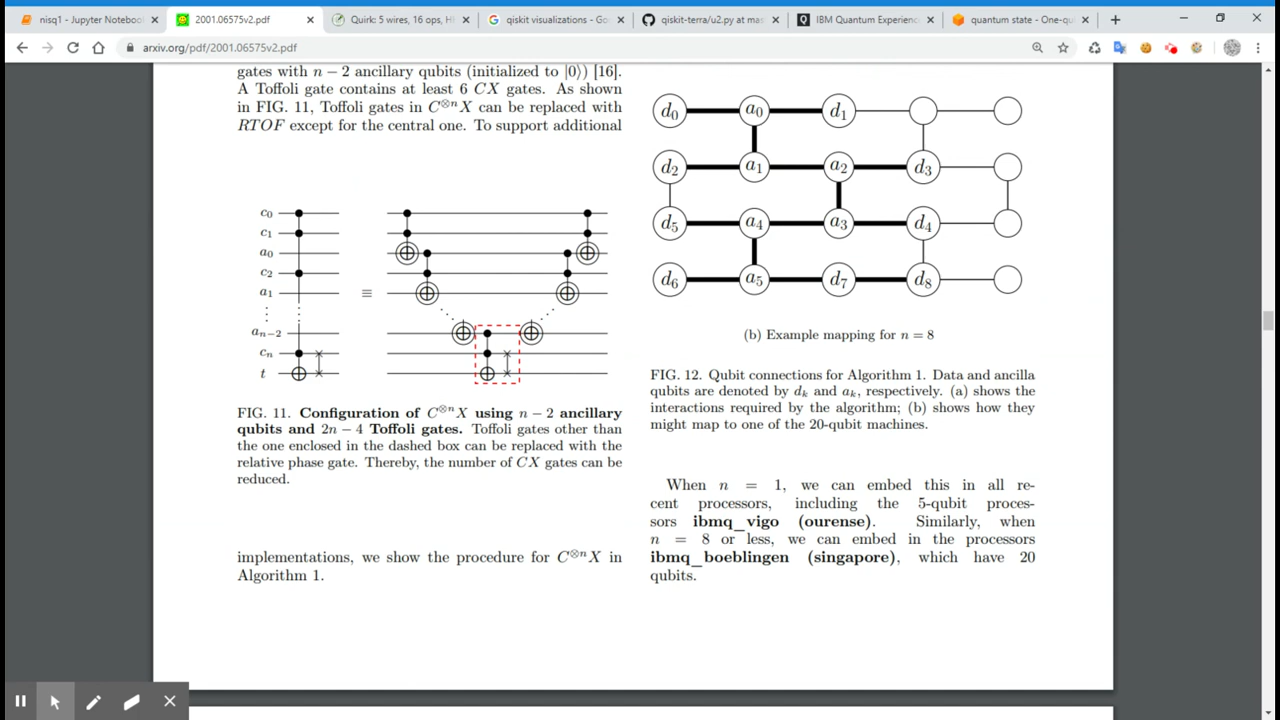 nisq1 - Jupyter Notebook
2001.06575v2.pdf
Quirk: 5 wires, 16 ops, H
qiskit visualizations - Go
qiskit-terra/u2.py at mas
IBM Quantum Experienc
quantum state - One-qu
arxiv.org/pdf/2001.06575v2.pdf
gates with n − 2 ancillary qubits (initialized to |0⟩) [16].
A Toffoli gate contains at least 6 CX gates. As shown
in FIG. 11, Toffoli gates in C⊗nX can be replaced with
RTOF except for the central one. To support additional
c0
c1
a0
c2
a1
an−2
cn
t
≡
FIG. 11. Configuration of C⊗nX using n − 2 ancillary
qubits and 2n − 4 Toffoli gates. Toffoli gates other than
the one enclosed in the dashed box can be replaced with the
relative phase gate. Thereby, the number of CX gates can be
reduced.
implementations, we show the procedure for C⊗nX in
Algorithm 1.
d0 a0 d1
d2 a1 a2 d3
d5 a4 a3 d4
d6 a5 d7 d8
(b) Example mapping for n = 8
FIG. 12. Qubit connections for Algorithm 1. Data and ancilla
qubits are denoted by dk and ak, respectively. (a) shows the
interactions required by the algorithm; (b) shows how they
might map to one of the 20-qubit machines.
When n = 1, we can embed this in all re-
cent processors, including the 5-qubit proces-
sors ibmq_vigo (ourense). Similarly, when
n = 8 or less, we can embed in the processors
ibmq_boeblingen (singapore), which have 20
qubits.